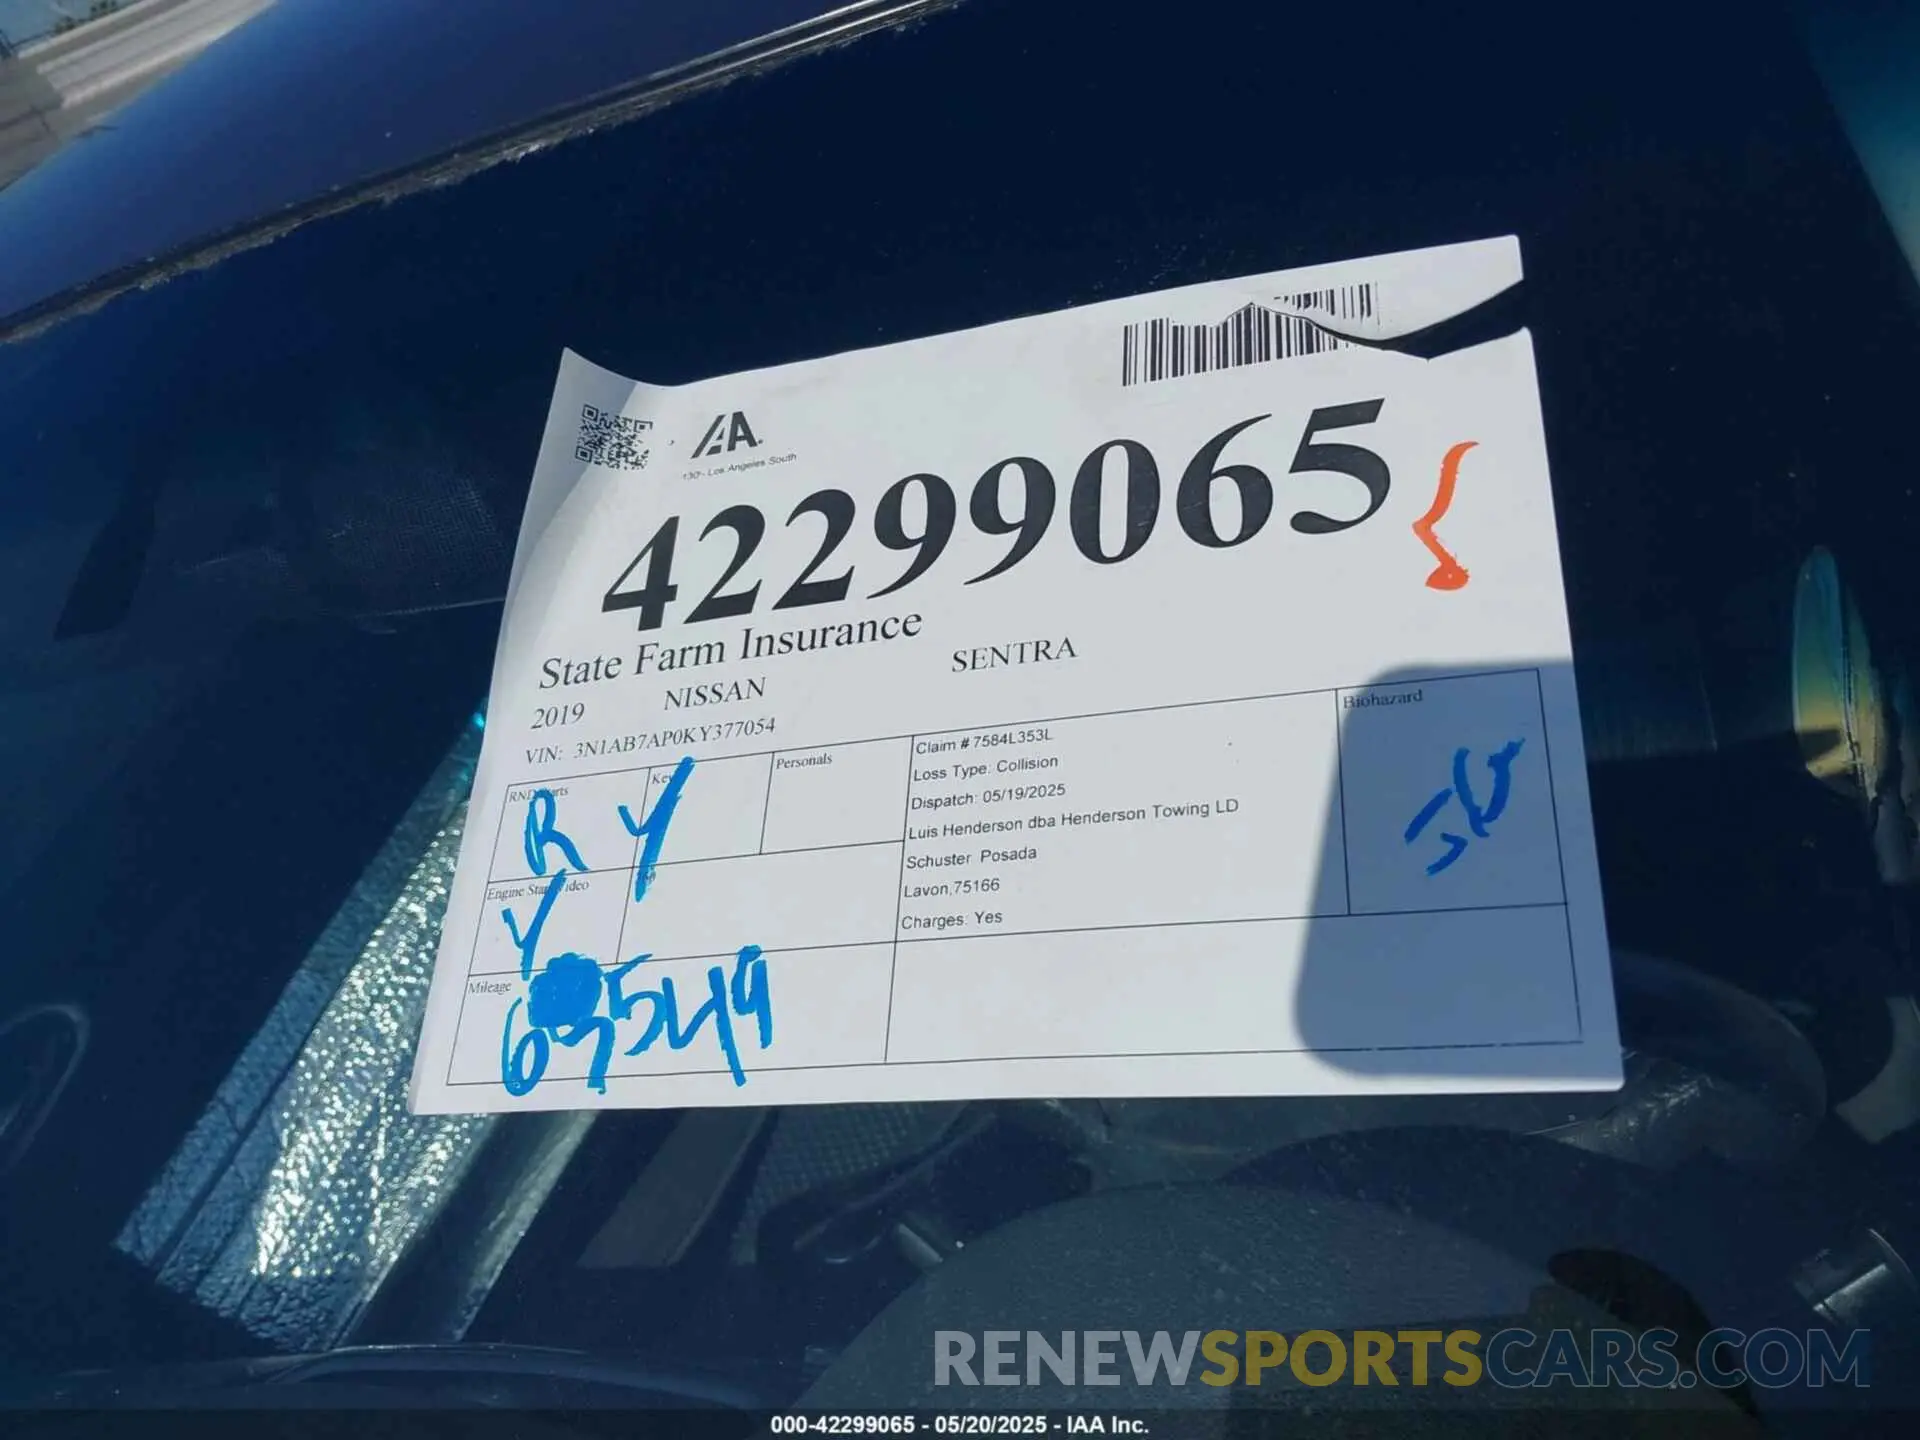 IAA.
Los Angeles South
42299065
State Farm Insurance
2019 NISSAN SENTRA
VIN: 3N1AB7AP0KY377054
Personals
Biohazard
R Y
Engine Video
Y
Mileage
Claim # 7584L353L
Loss Type: Collision
Dispatch: 05/19/2025
Luis Henderson dba Henderson Towing LD
Schuster Posada
Lavon,75166
Charges: Yes
RENEWSPORTSCARS.COM
000-42299065 - 05/20/2025 - IAA Inc.